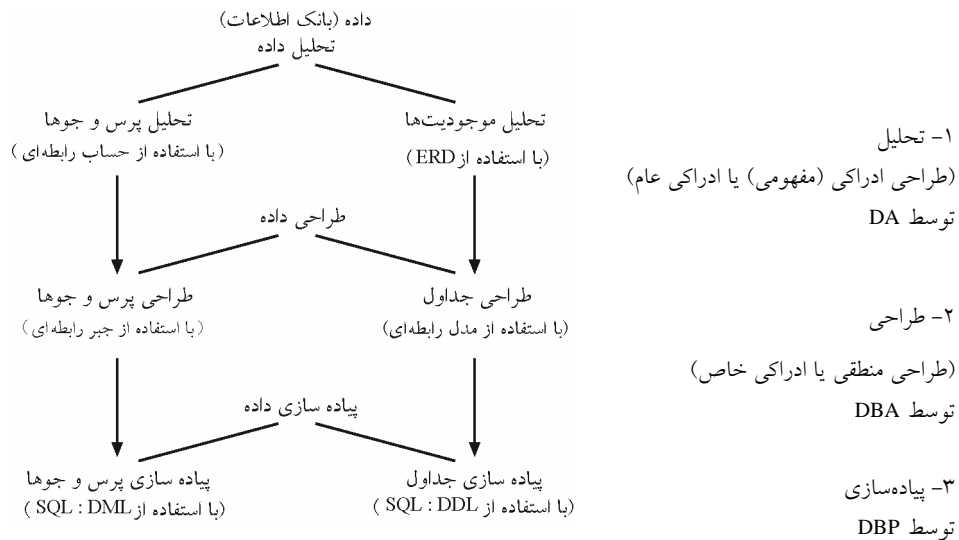 داده (بانک اطلاعات)
تحلیل داده
تحلیل موجودیت‌ها
(با استفاده از ERD)
تحلیل پرس و جوها
(با استفاده از حساب رابطه‌ای)
۱- تحلیل
(طراحی ادراکی (مفهومی) یا ادراکی عام)
توسط DA
طراحی داده
طراحی جداول
(با استفاده از مدل رابطه‌ای)
طراحی پرس و جوها
(با استفاده از جبر رابطه‌ای)
۲- طراحی
(طراحی منطقی یا ادراکی خاص)
توسط DBA
پیاده سازی داده
پیاده سازی جداول
(با استفاده از SQL : DDL)
پیاده سازی پرس و جوها
(با استفاده از SQL : DML)
۳- پیاده‌سازی
توسط DBP